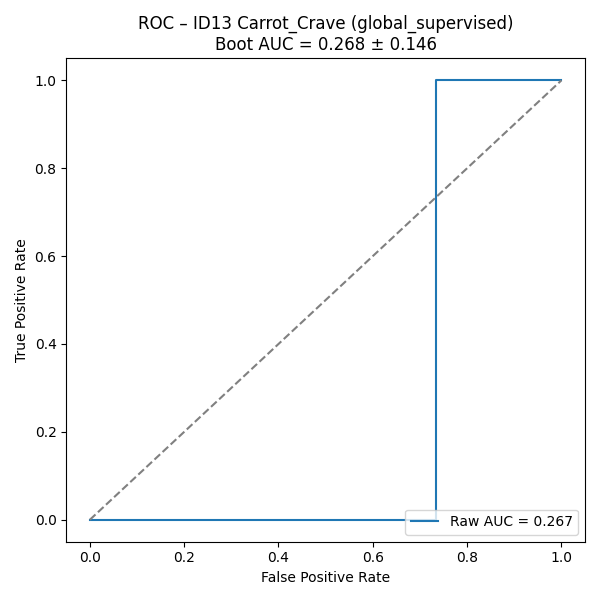 ROC – ID13 Carrot_Crave (global_supervised)
Boot AUC = 0.268 ± 0.146
1.0
0.8
0.6
0.4
0.2
0.0
True Positive Rate
Raw AUC = 0.267
0.0 0.2 0.4 0.6 0.8 1.0
False Positive Rate